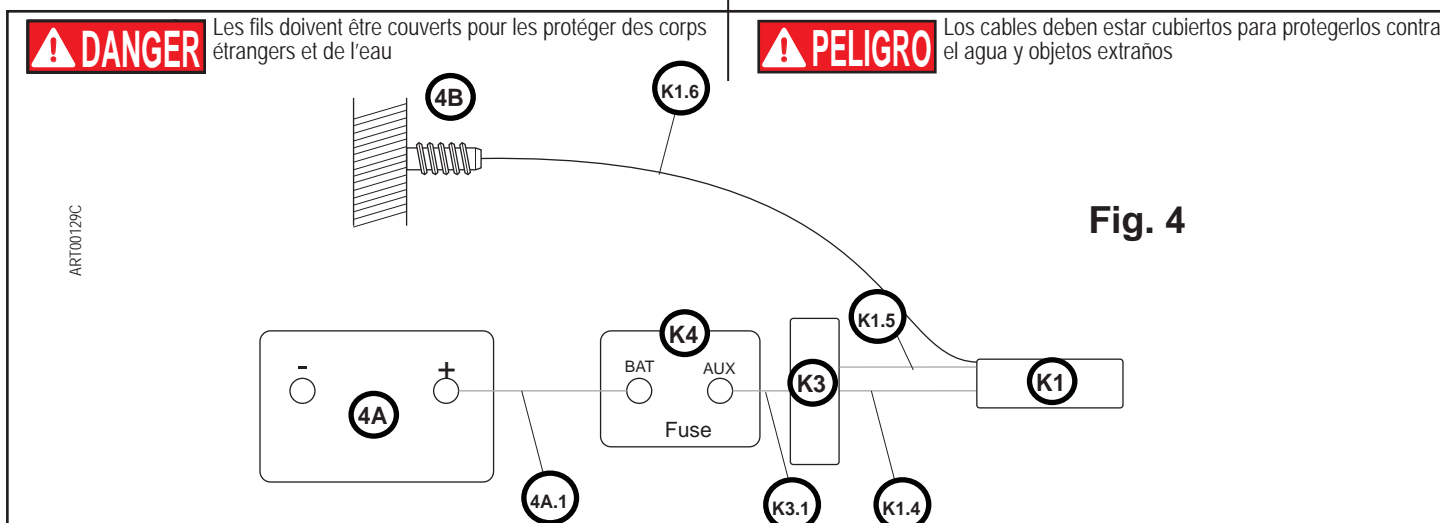 DANGER
Les fils doivent être couverts pour les protéger des corps
étrangers et de l'eau
PELIGRO
Los cables deben estar cubiertos para protegerlos contra
el agua y objetos extraños
4B
K1.6
ART00129C
Fig. 4
K4
K1.5
- +
BAT AUX
4A
K3
K1
Fuse
4A.1
K3.1
K1.4